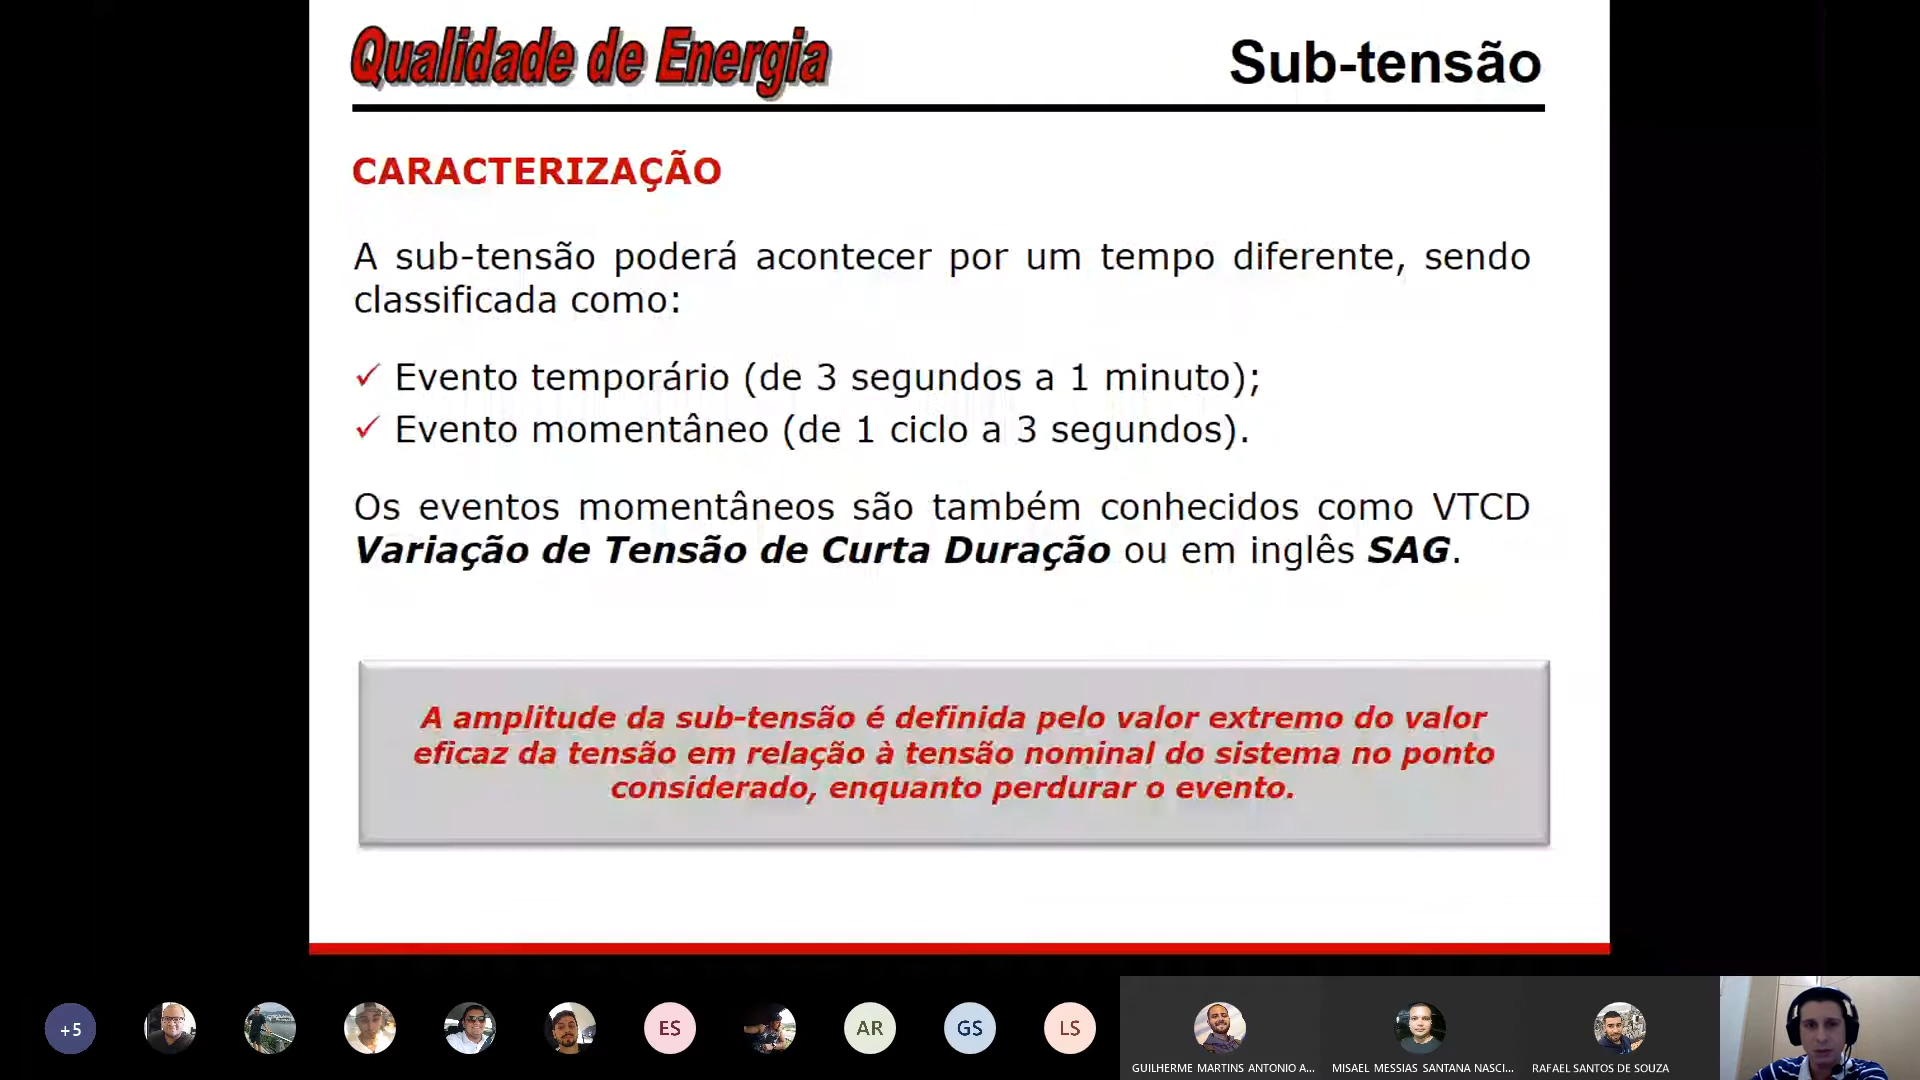 Qualidade de Energia
Sub-tensão
CARACTERIZAÇÃO
A sub-tensão poderá acontecer por um tempo diferente, sendo
classificada como:
✓ Evento temporário (de 3 segundos a 1 minuto);
✓ Evento momentâneo (de 1 ciclo a 3 segundos).
Os eventos momentâneos são também conhecidos como VTCD
Variação de Tensão de Curta Duração ou em inglês SAG.
A amplitude da sub-tensão é definida pelo valor extremo do valor
eficaz da tensão em relação à tensão nominal do sistema no ponto
considerado, enquanto perdurar o evento.
+5
ES
AR
GS
LS
GUILHERME MARTINS ANTONIO A...
MISAEL MESSIAS SANTANA NASCI...
RAFAEL SANTOS DE SOUZA